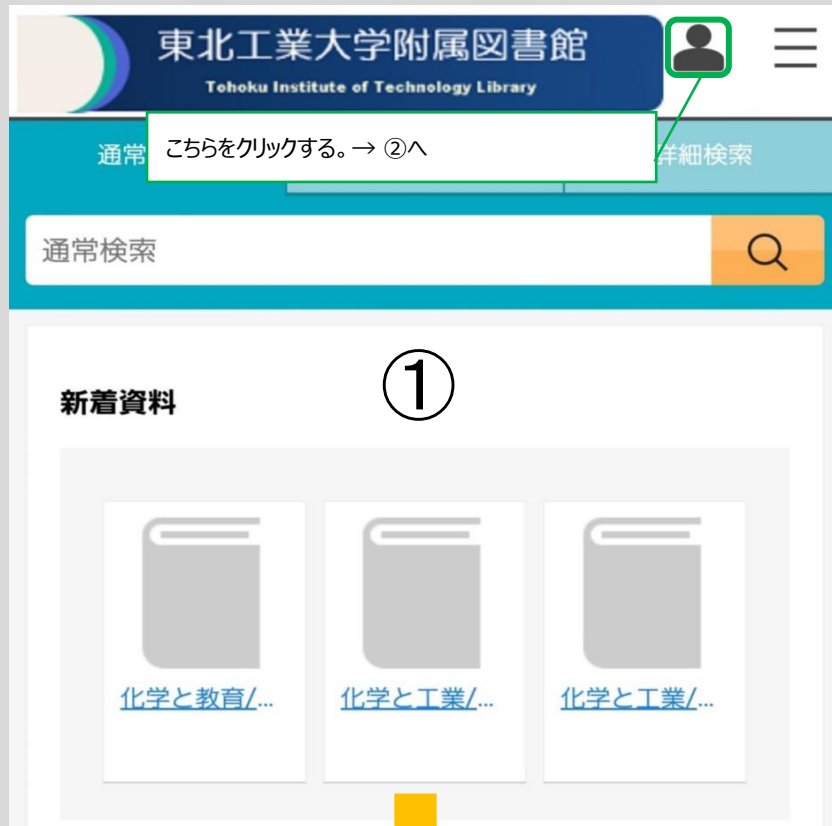 東北工業大学附属図書館
Tohoku Institute of Technology Library
こちらをクリックする。→ ②へ
通常
詳細検索
通常検索
①
新着資料
化学と教育/...
化学と工業/...
化学と工業/...